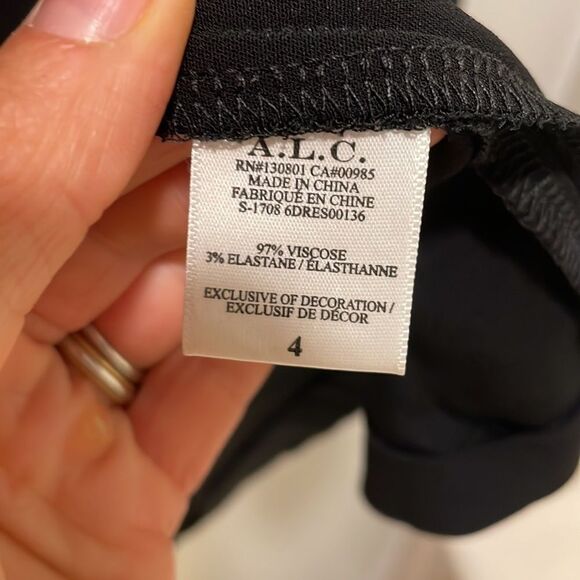 A.L.C.
RN#130801 CA#00985
MADE IN CHINA
FABRIQUÉ EN CHINE
S-1708 6DRES00136
97% VISCOSE
3% ELASTANE / ÉLASTHANNE
EXCLUSIVE OF DECORATION /
EXCLUSIF DE DÉCOR
4